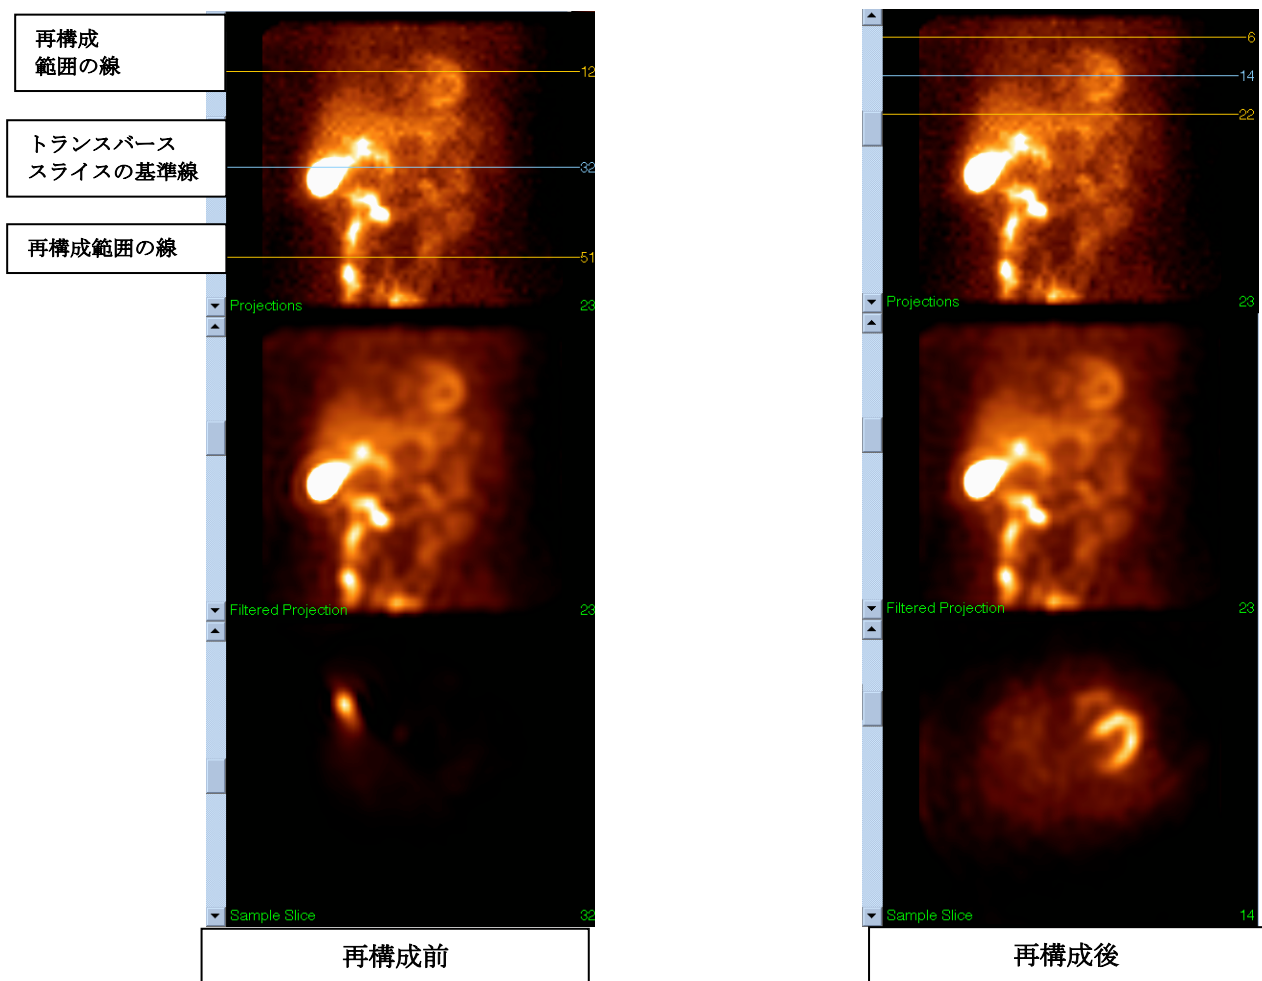 再構成
範囲の線
トランスバース
スライスの基準線
再構成範囲の線
12
32
51
Projections
23
Filtered Projection
23
Sample Slice
32
再構成前
6
14
22
Projections
23
Filtered Projection
23
Sample Slice
14
再構成後